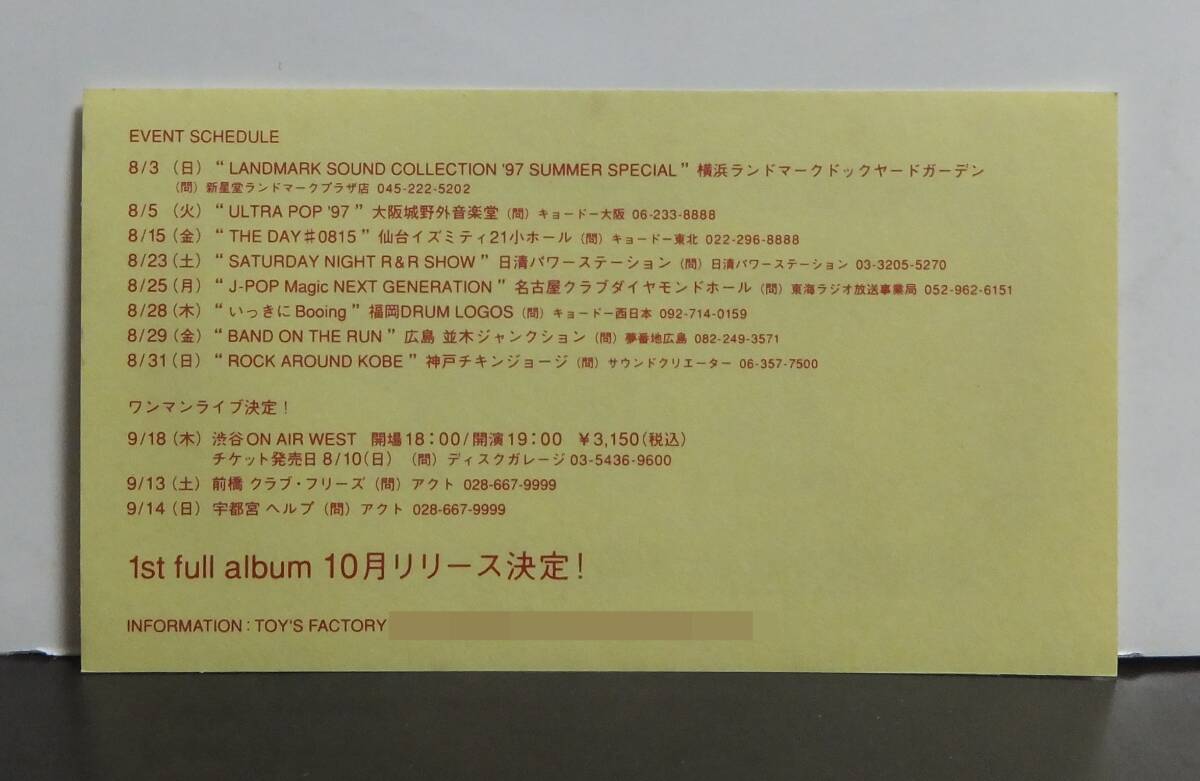 EVENT SCHEDULE
8/3 (日) “ LANDMARK SOUND COLLECTION '97 SUMMER SPECIAL ” 横浜ランドマークドックヤードガーデン
(問) 新星堂ランドマークプラザ店 045-222-5202
8/5 (火) “ ULTRA POP '97 ” 大阪城野外音楽堂 (問) キョードー大阪 06-233-8888
8/15 (金) “ THE DAY♯0815 ” 仙台イズミティ21小ホール (問) キョードー東北 022-296-8888
8/23 (土) “ SATURDAY NIGHT R&R SHOW ” 日清パワーステーション (問) 日清パワーステーション 03-3205-5270
8/25 (月) “ J-POP Magic NEXT GENERATION ” 名古屋クラブダイヤモンドホール (問) 東海ラジオ放送事業局 052-962-6151
8/28 (木) “ いっきに Booing ” 福岡DRUM LOGOS (問) キョードー西日本 092-714-0159
8/29 (金) “ BAND ON THE RUN ” 広島 並木ジャンクション (問) 夢番地広島 082-249-3571
8/31 (日) “ ROCK AROUND KOBE ” 神戸チキンジョージ (問) サウンドクリエーター 06-357-7500
ワンマンライブ決定！
9/18 (木) 渋谷ON AIR WEST 開場18：00/開演19：00 ￥3,150(税込)
チケット発売日 8/10(日) (問) ディスクガレージ 03-5436-9600
9/13 (土) 前橋 クラブ・フリーズ (問) アクト 028-667-9999
9/14 (日) 宇都宮 ヘルプ (問) アクト 028-667-9999
1st full album 10月リリース決定！
INFORMATION : TOY'S FACTORY